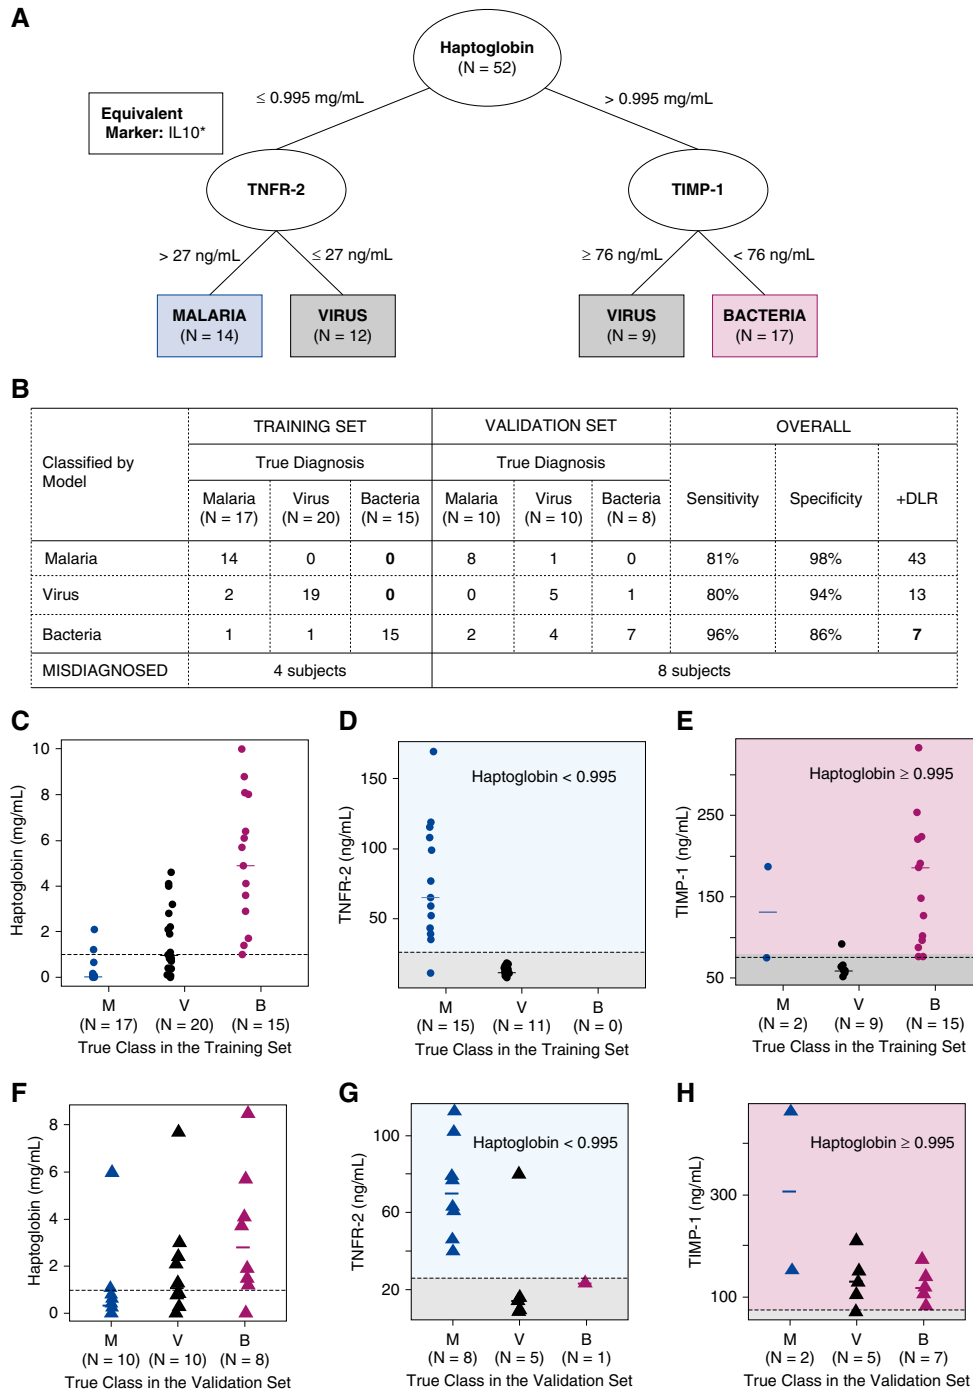 A
Haptoglobin
(N = 52)
≤ 0.995 mg/mL
> 0.995 mg/mL
Equivalent
Marker: IL10*
TNFR-2
TIMP-1
> 27 ng/mL
≤ 27 ng/mL
≥ 76 ng/mL
< 76 ng/mL
MALARIA
(N = 14)
VIRUS
(N = 12)
VIRUS
(N = 9)
BACTERIA
(N = 17)
B
Classified by
Model
TRAINING SET
VALIDATION SET
OVERALL
True Diagnosis
True Diagnosis
Malaria
(N = 17)
Virus
(N = 20)
Bacteria
(N = 15)
Malaria
(N = 10)
Virus
(N = 10)
Bacteria
(N = 8)
Sensitivity
Specificity
+DLR
Malaria 14 0 0 8 1 0 81% 98% 43
Virus 2 19 0 0 5 1 80% 94% 13
Bacteria 1 1 15 2 4 7 96% 86% 7
MISDIAGNOSED 4 subjects 8 subjects
C
Haptoglobin (mg/mL)
10
8
6
4
2
0
M V B
(N = 17) (N = 20) (N = 15)
True Class in the Training Set
D
TNFR-2 (ng/mL)
Haptoglobin < 0.995
150
100
50
M V B
(N = 15) (N = 11) (N = 0)
True Class in the Training Set
E
TIMP-1 (ng/mL)
Haptoglobin ≥ 0.995
250
150
50
M V B
(N = 2) (N = 9) (N = 15)
True Class in the Training Set
F
Haptoglobin (mg/mL)
8
6
4
2
0
M V B
(N = 10) (N = 10) (N = 8)
True Class in the Validation Set
G
TNFR-2 (ng/mL)
Haptoglobin < 0.995
100
60
20
M V B
(N = 8) (N = 5) (N = 1)
True Class in the Validation Set
H
TIMP-1 (ng/mL)
Haptoglobin ≥ 0.995
300
100
M V B
(N = 2) (N = 5) (N = 7)
True Class in the Validation Set